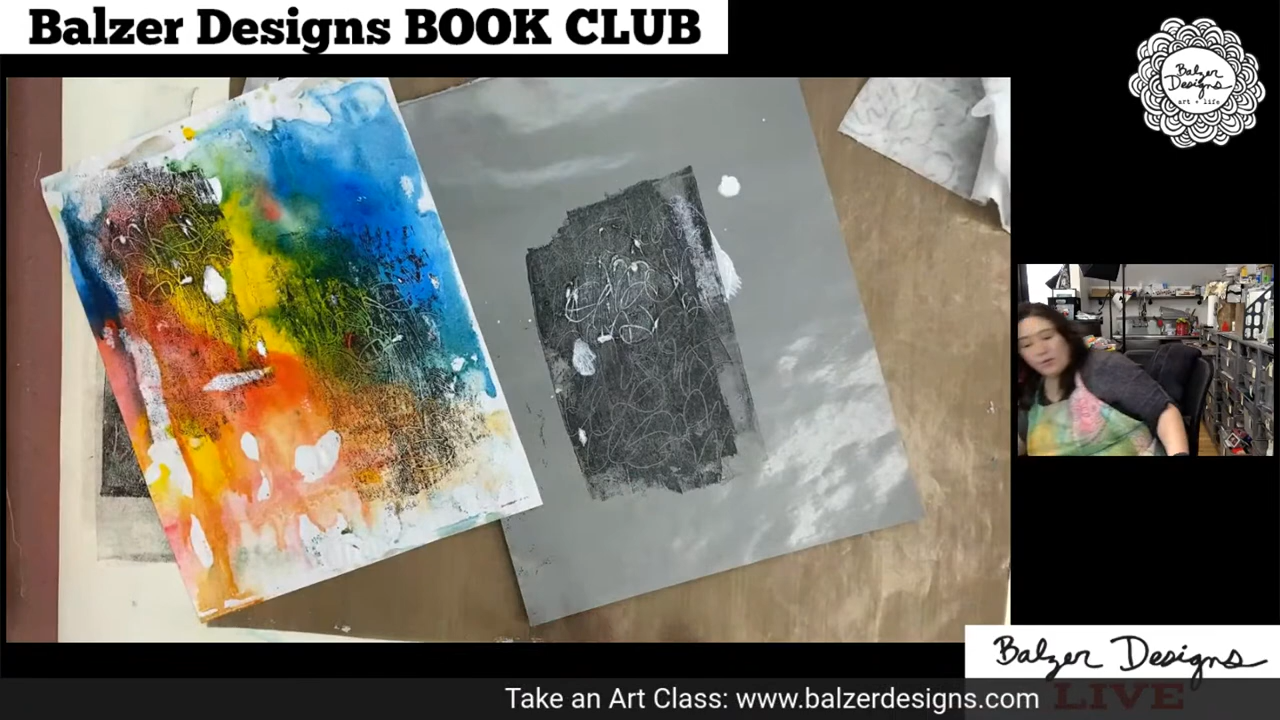 Balzer Designs BOOK CLUB
Balzer
Designs
art + life
Balzer Designs
LIVE
Take an Art Class: www.balzerdesigns.com